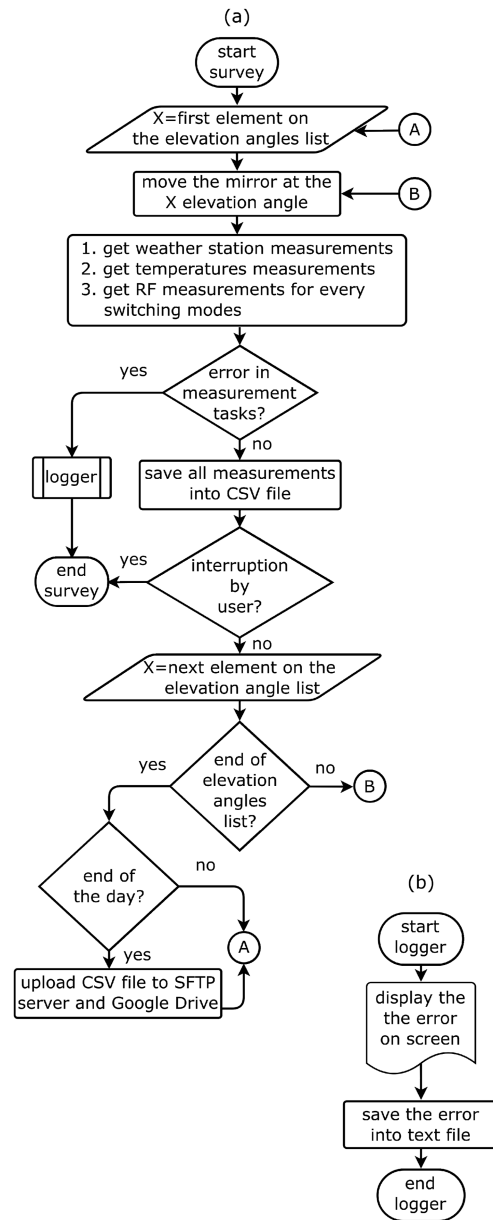 (a)
start
survey
X=first element on
the elevation angles list
A
move the mirror at the
X elevation angle
B
1. get weather station measurements
2. get temperatures measurements
3. get RF measurements for every
switching modes
yes
error in
measurement
tasks?
no
logger
save all measurements
into CSV file
end
survey
yes
interruption
by
user?
no
X=next element on the
elevation angle list
yes
end of
elevation
angles
list?
no
B
end of
the day?
no
A
yes
upload CSV file to SFTP
server and Google Drive
(b)
start
logger
display the
the error
on screen
save the error
into text file
end
logger